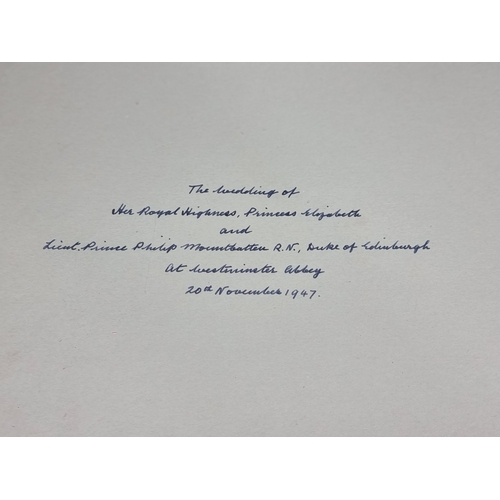 The Wedding of
Her Royal Highness, Princess Elizabeth
and
Lieut. Prince Philip Mountbatten R.N., Duke of Edinburgh
At Westminster Abbey
20th November 1947.